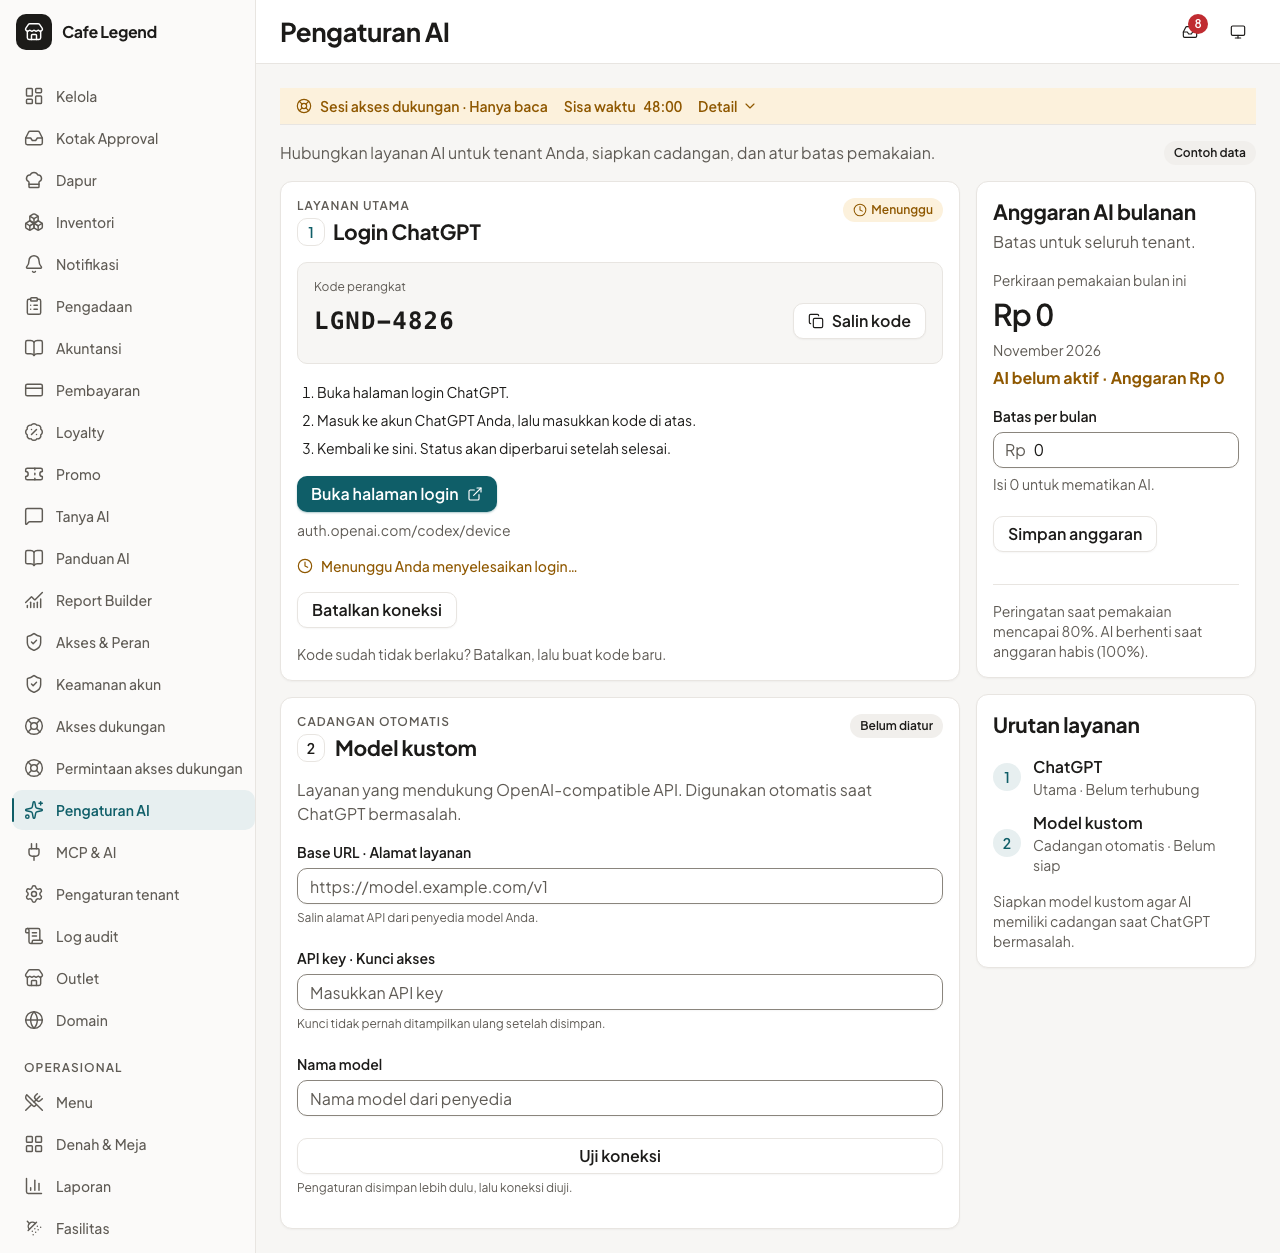 Cafe Legend
Kelola
Kotak Approval
Dapur
Inventori
Notifikasi
Pengadaan
Akuntansi
Pembayaran
Loyalty
Promo
Tanya AI
Panduan AI
Report Builder
Akses & Peran
Keamanan akun
Akses dukungan
Permintaan akses dukungan
Pengaturan AI
MCP & AI
Pengaturan tenant
Log audit
Outlet
Domain
OPERASIONAL
Menu
Denah & Meja
Laporan
Fasilitas
Pengaturan AI
8
Sesi akses dukungan · Hanya baca Sisa waktu 48:00 Detail
Hubungkan layanan AI untuk tenant Anda, siapkan cadangan, dan atur batas pemakaian.
Contoh data
LAYANAN UTAMA
Menunggu
1 Login ChatGPT
Kode perangkat
LGND-4826
Salin kode
1. Buka halaman login ChatGPT.
2. Masuk ke akun ChatGPT Anda, lalu masukkan kode di atas.
3. Kembali ke sini. Status akan diperbarui setelah selesai.
Buka halaman login
auth.openai.com/codex/device
Menunggu Anda menyelesaikan login…
Batalkan koneksi
Kode sudah tidak berlaku? Batalkan, lalu buat kode baru.
CADANGAN OTOMATIS
Belum diatur
2 Model kustom
Layanan yang mendukung OpenAI-compatible API. Digunakan otomatis saat
ChatGPT bermasalah.
Base URL · Alamat layanan
https://model.example.com/v1
Salin alamat API dari penyedia model Anda.
API key · Kunci akses
Masukkan API key
Kunci tidak pernah ditampilkan ulang setelah disimpan.
Nama model
Nama model dari penyedia
Uji koneksi
Pengaturan disimpan lebih dulu, lalu koneksi diuji.
Anggaran AI bulanan
Batas untuk seluruh tenant.
Perkiraan pemakaian bulan ini
Rp 0
November 2026
AI belum aktif · Anggaran Rp 0
Batas per bulan
Rp 0
Isi 0 untuk mematikan AI.
Simpan anggaran
Peringatan saat pemakaian
mencapai 80%. AI berhenti saat
anggaran habis (100%).
Urutan layanan
1 ChatGPT
Utama · Belum terhubung
2 Model kustom
Cadangan otomatis · Belum
siap
Siapkan model kustom agar AI
memiliki cadangan saat ChatGPT
bermasalah.